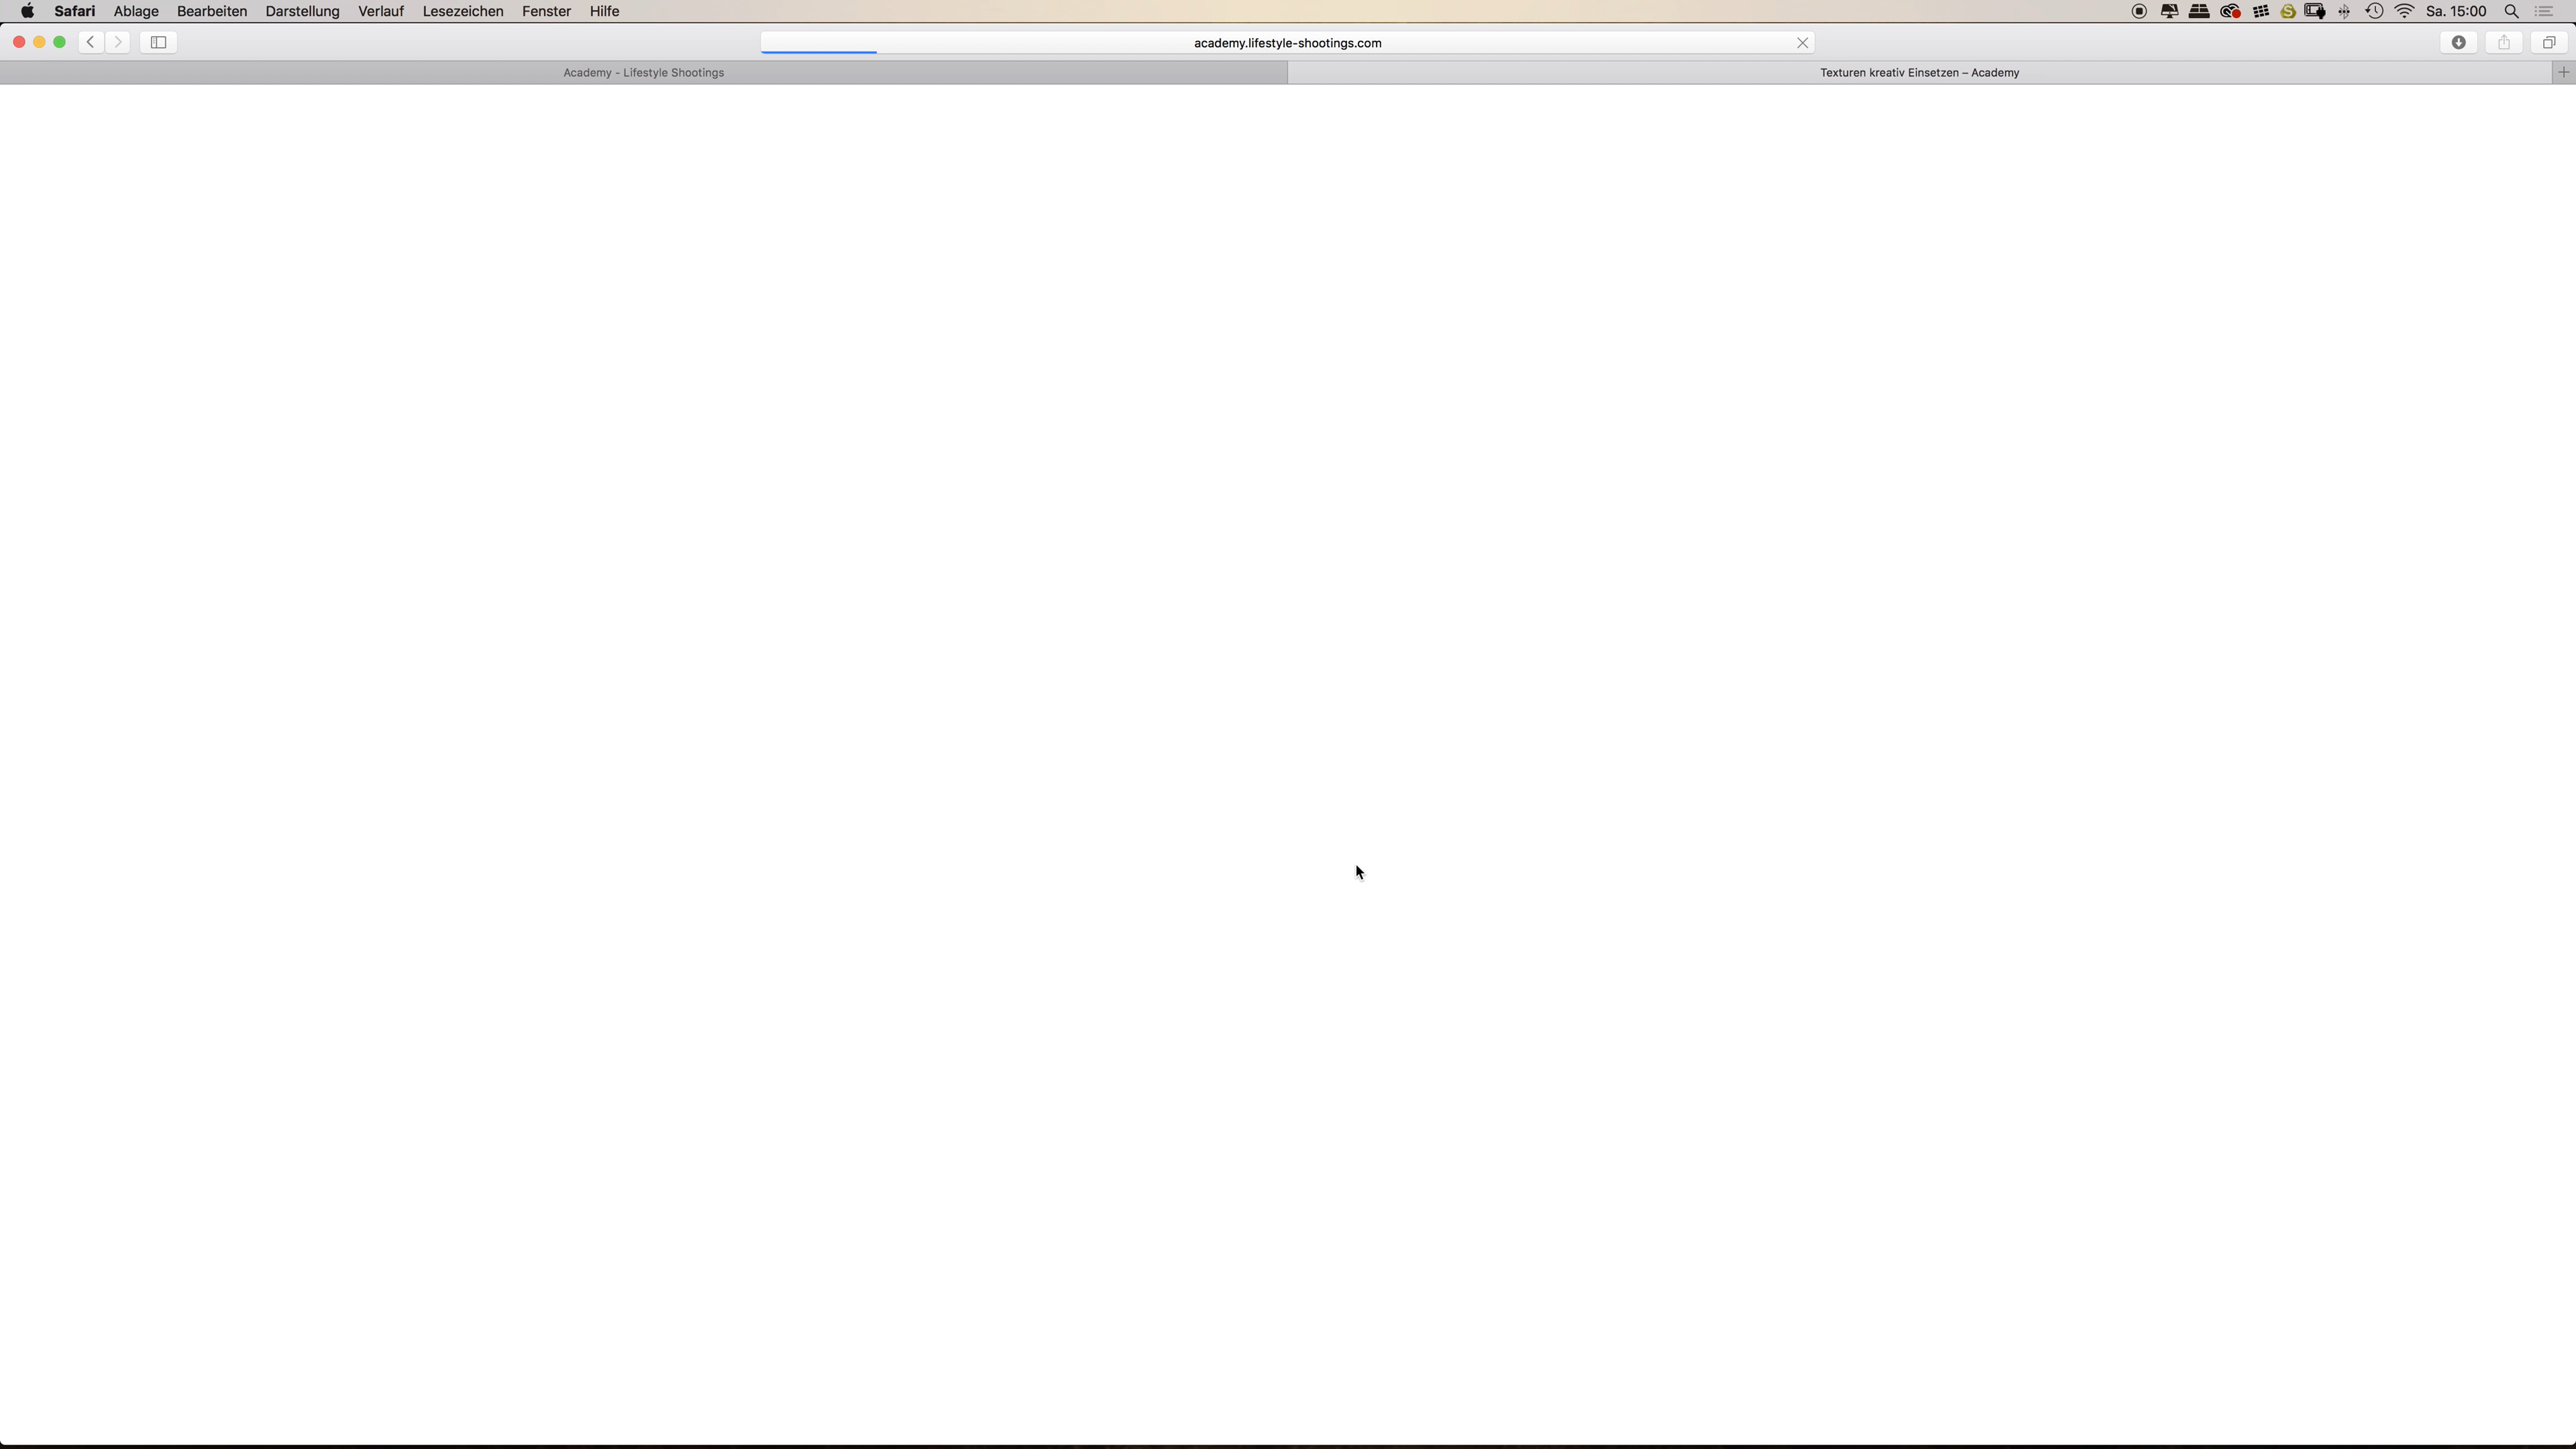 Safari Ablage Bearbeiten Darstellung Verlauf Lesezeichen Fenster Hilfe Sa. 15:00
academy.lifestyle-shootings.com
Academy - Lifestyle Shootings Texturen kreativ Einsetzen – Academy